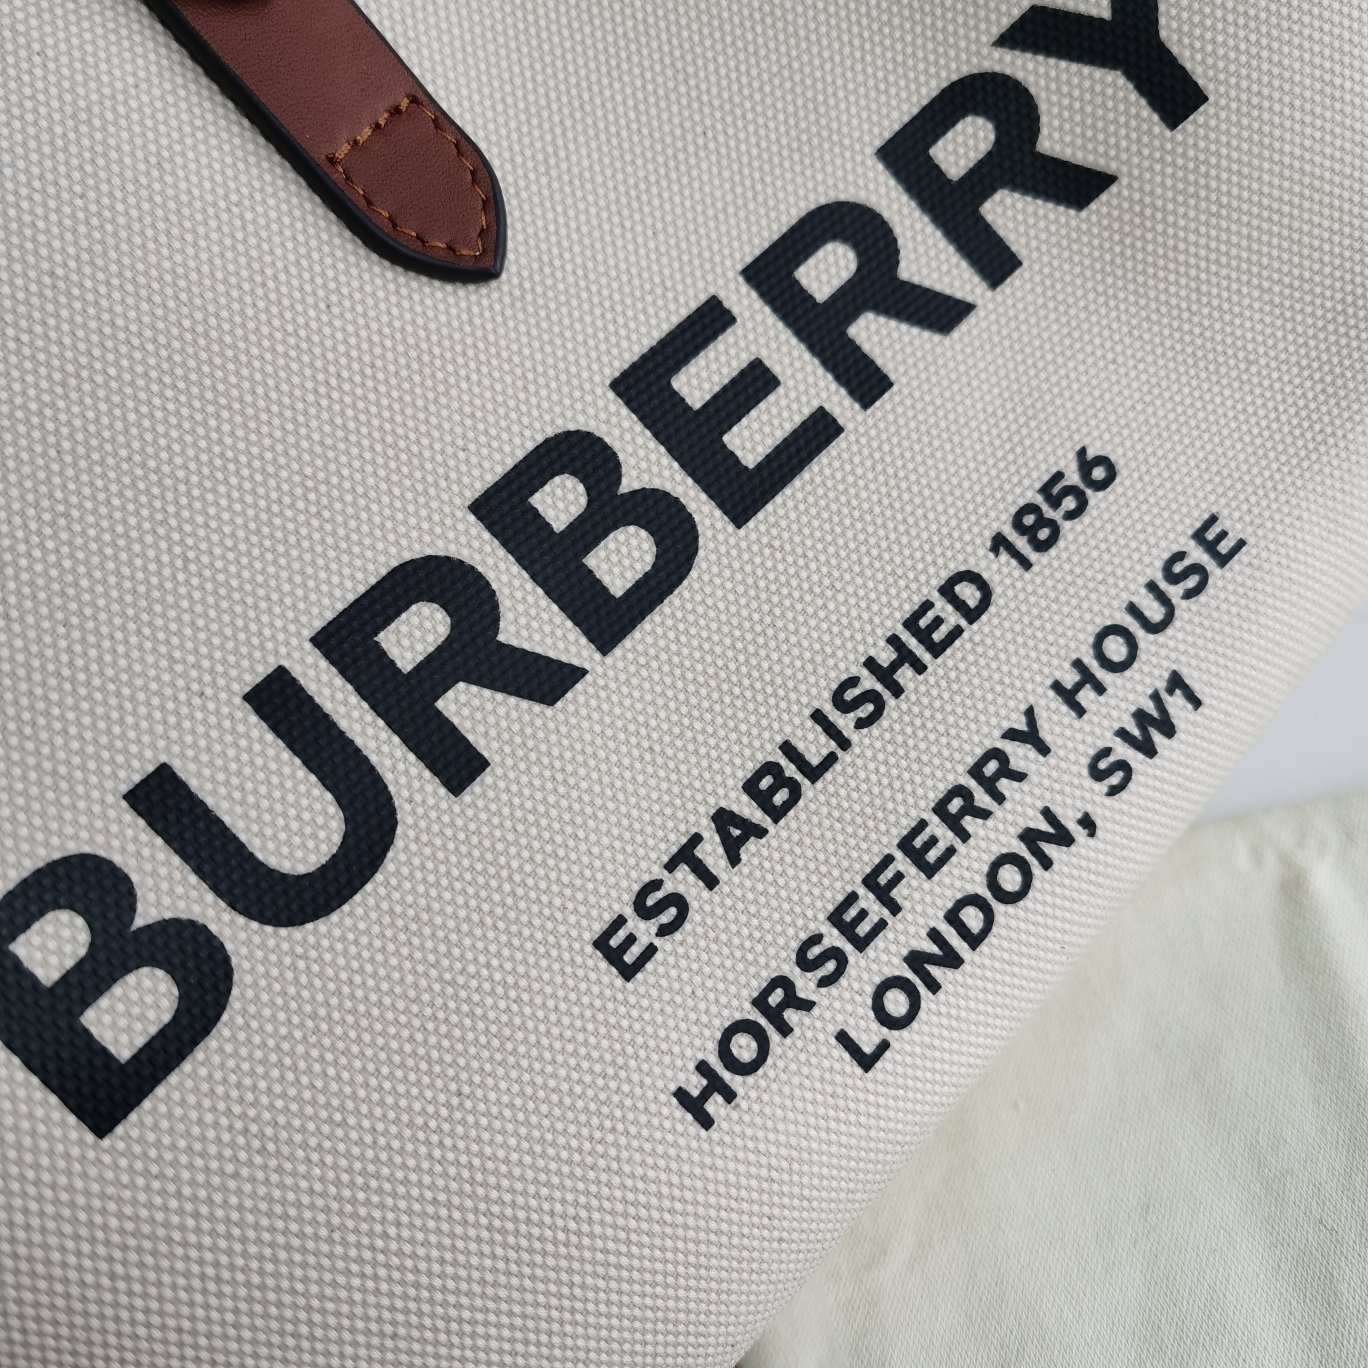 BURBERRY
ESTABLISHED 1856
HORSEFERRY HOUSE
LONDON, SW1